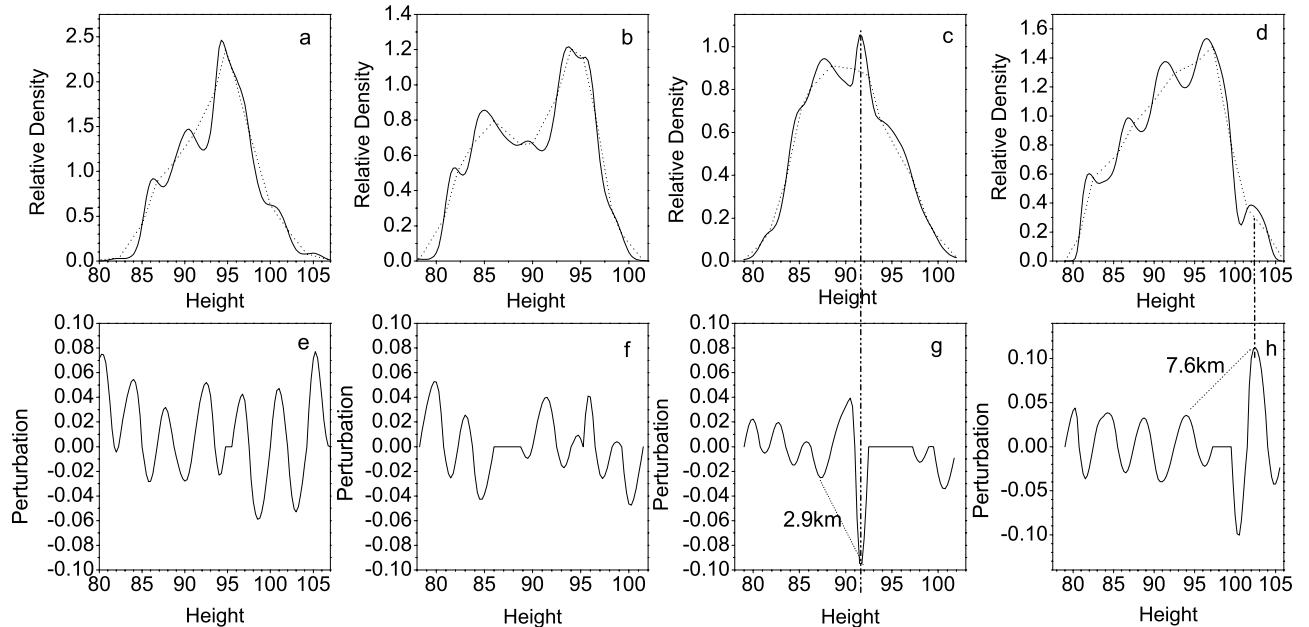 a
2.5
2.0
1.5
1.0
0.5
0.0
Relative Density
80 85 90 95 100 105
Height
b
1.4
1.2
1.0
0.8
0.6
0.4
0.2
0.0
Relative Density
80 85 90 95 100
Height
c
1.0
0.8
0.6
0.4
0.2
0.0
Relative Density
80 85 90 95 100
Height
d
1.6
1.4
1.2
1.0
0.8
0.6
0.4
0.2
0.0
Relative Density
80 85 90 95 100 105
Height
e
0.10
0.08
0.06
0.04
0.02
0.00
-0.02
-0.04
-0.06
-0.08
-0.10
Perturbation
80 85 90 95 100 105
Height
f
0.10
0.08
0.06
0.04
0.02
0.00
-0.02
-0.04
-0.06
-0.08
-0.10
Perturbation
80 85 90 95 100
Height
g
0.10
0.08
0.06
0.04
0.02
0.00
-0.02
-0.04
-0.06
-0.08
-0.10
Perturbation
2.9km
80 85 90 95 100
Height
h
0.10
0.05
0.00
-0.05
-0.10
Perturbation
7.6km
80 85 90 95 100 105
Height